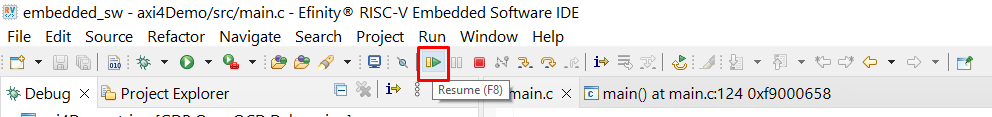 embedded_sw - axi4Demo/src/main.c - Efinity® RISC-V Embedded Software IDE
File Edit Source Refactor Navigate Search Project Run Window Help
Debug Project Explorer main.c main() at main.c:124 0xf9000658
Resume (F8)